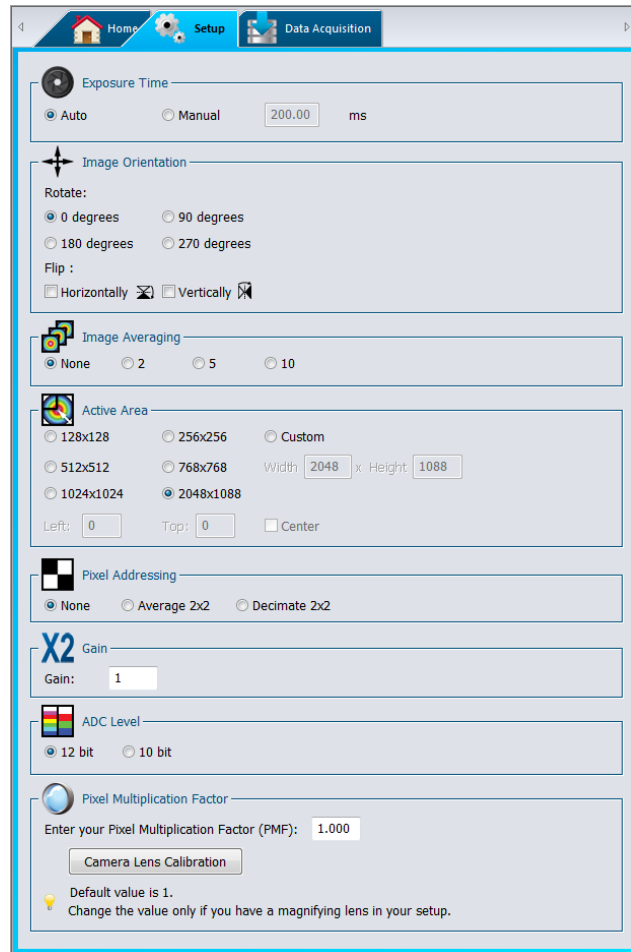 Home Setup Data Acquisition
Exposure Time
Auto Manual 200.00 ms
Image Orientation
Rotate:
0 degrees 90 degrees
180 degrees 270 degrees
Flip :
Horizontally Vertically
Image Averaging
None 2 5 10
Active Area
128x128 256x256 Custom
512x512 768x768 Width 2048 x Height 1088
1024x1024 2048x1088
Left: 0 Top: 0 Center
Pixel Addressing
None Average 2x2 Decimate 2x2
X2 Gain
Gain: 1
ADC Level
12 bit 10 bit
Pixel Multiplication Factor
Enter your Pixel Multiplication Factor (PMF): 1.000
Camera Lens Calibration
Default value is 1.
Change the value only if you have a magnifying lens in your setup.